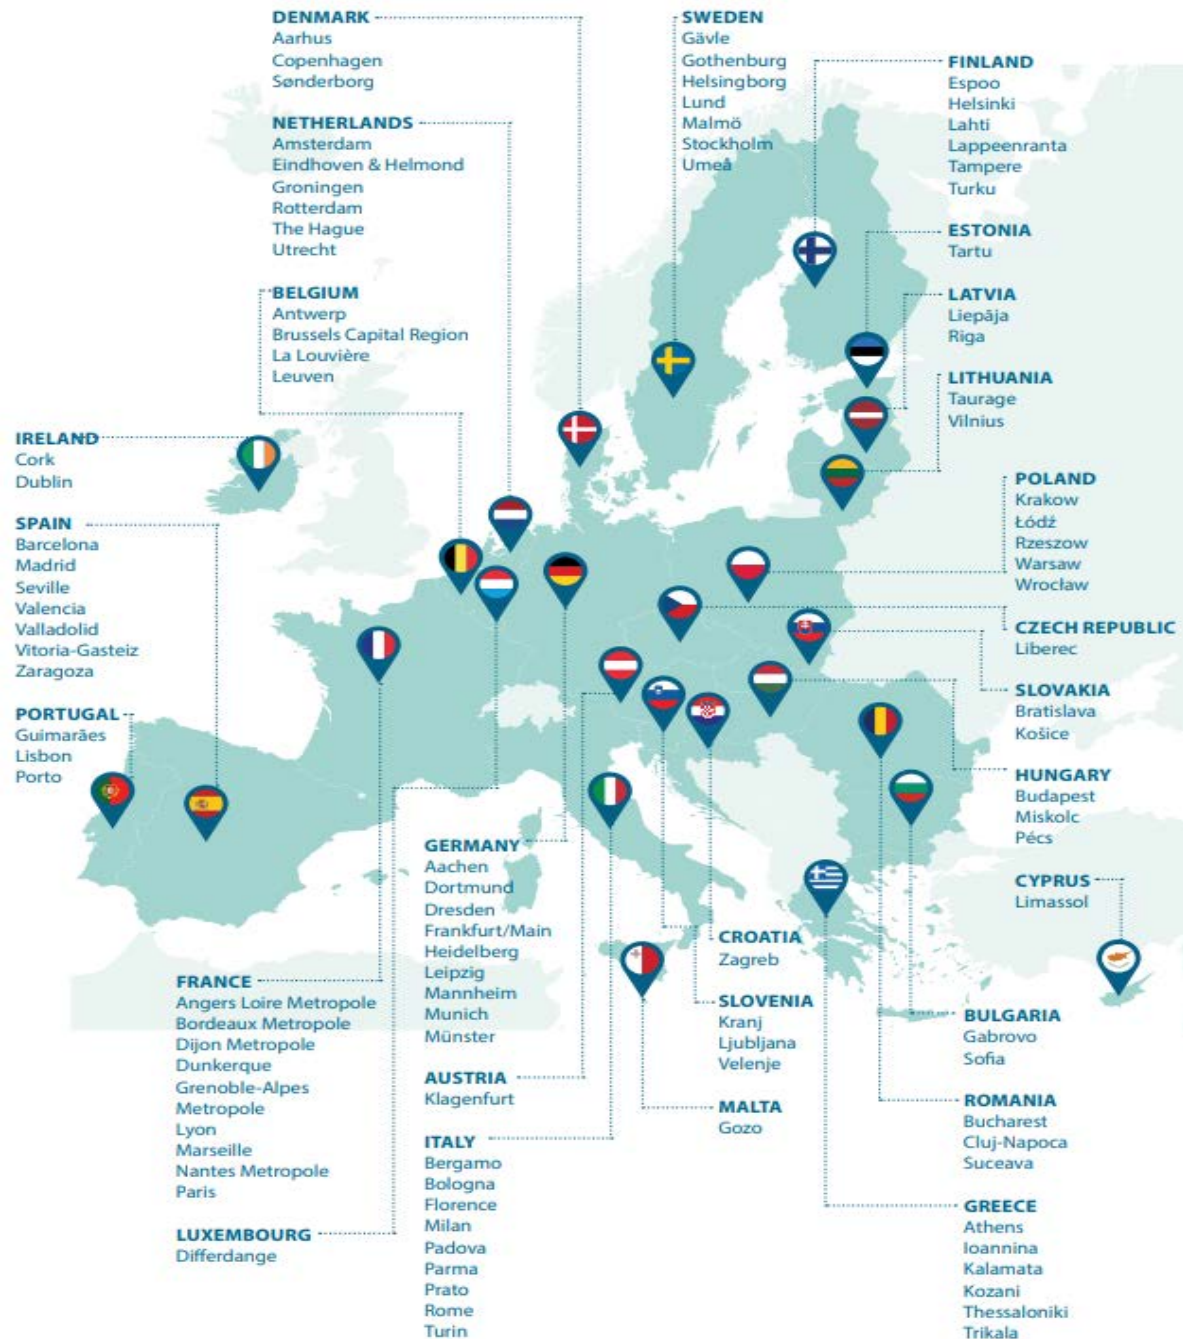 DENMARK
Aarhus
Copenhagen
Sønderborg
NETHERLANDS
Amsterdam
Eindhoven & Helmond
Groningen
Rotterdam
The Hague
Utrecht
BELGIUM
Antwerp
Brussels Capital Region
La Louvière
Leuven
IRELAND
Cork
Dublin
SPAIN
Barcelona
Madrid
Seville
Valencia
Valladolid
Vitoria-Gasteiz
Zaragoza
PORTUGAL
Guimarães
Lisbon
Porto
SWEDEN
Gävle
Gothenburg
Helsingborg
Lund
Malmö
Stockholm
Umeå
FINLAND
Espoo
Helsinki
Lahti
Lappeenranta
Tampere
Turku
ESTONIA
Tartu
LATVIA
Liepāja
Riga
LITHUANIA
Taurage
Vilnius
POLAND
Krakow
Łódź
Rzeszow
Warsaw
Wrocław
CZECH REPUBLIC
Liberec
SLOVAKIA
Bratislava
Košice
HUNGARY
Budapest
Miskolc
Pécs
CYPRUS
Limassol
FRANCE
Angers Loire Metropole
Bordeaux Metropole
Dijon Metropole
Dunkerque
Grenoble-Alpes
Metropole
Lyon
Marseille
Nantes Metropole
Paris
LUXEMBOURG
Differdange
GERMANY
Aachen
Dortmund
Dresden
Frankfurt/Main
Heidelberg
Leipzig
Mannheim
Munich
Münster
AUSTRIA
Klagenfurt
ITALY
Bergamo
Bologna
Florence
Milan
Padova
Parma
Prato
Rome
Turin
CROATIA
Zagreb
SLOVENIA
Kranj
Ljubljana
Velenje
MALTA
Gozo
BULGARIA
Gabrovo
Sofia
ROMANIA
Bucharest
Cluj-Napoca
Suceava
GREECE
Athens
Ioannina
Kalamata
Kozani
Thessaloniki
Trikala